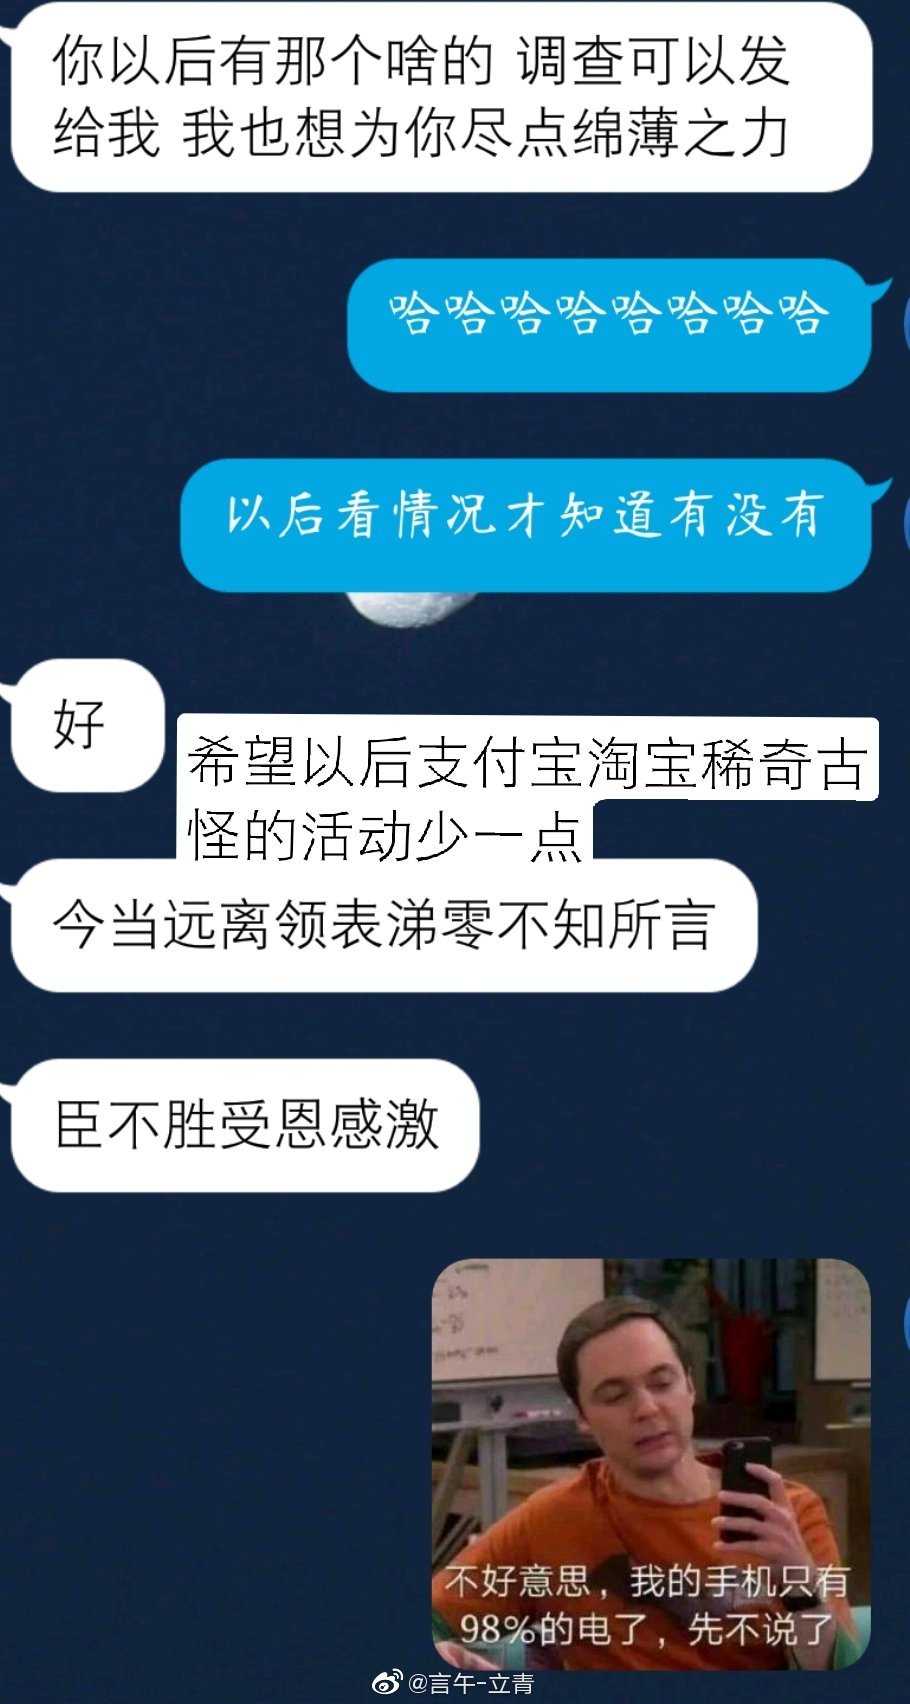 你以后有那个啥的 调查可以发
给我 我也想为你尽点绵薄之力
哈哈哈哈哈哈哈哈
以后看情况才知道有没有
好
希望以后支付宝淘宝稀奇古
怪的活动少一点
今当远离领表涕零不知所言
臣不胜受恩感激
不好意思，我的手机只有
98%的电了，先不说了
@言午-立青